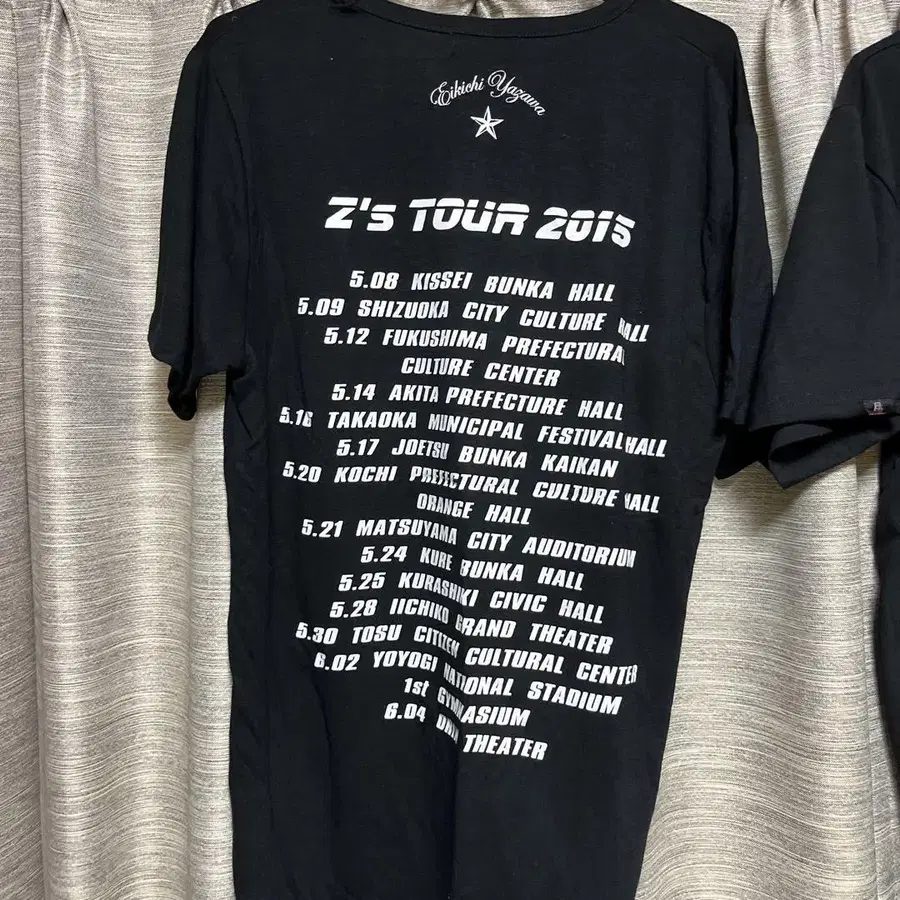 Eikichi Yazawa
Z's TOUR 2015
5.08 KISSEI BUNKA HALL
5.09 SHIZUOKA CITY CULTURE HALL
5.12 FUKUSHIMA PREFECTURAL
CULTURE CENTER
5.14 AKITA PREFECTURE HALL
5.16 TAKAOKA MUNICIPAL FESTIVAL HALL
5.17 JOETSU BUNKA KAIKAN
5.20 KOCHI PREFECTURAL CULTURE HALL
ORANGE HALL
5.21 MATSUYAMA CITY AUDITORIUM
5.24 KURE BUNKA HALL
5.25 KURASHIKI CIVIC HALL
5.28 IICHIKO GRAND THEATER
5.30 TOSU CITIZEN CULTURAL CENTER
6.02 YOYOGI NATIONAL STADIUM
1st GYMNASIUM
6.04 THEATER